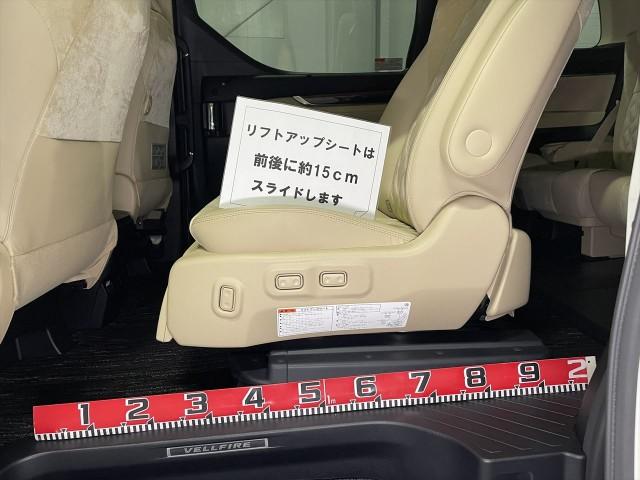 リフトアップシートは
前後に約15cm
スライドします
1 2 3 4 5 1m 6 7 8 9 2
VELLFIRE